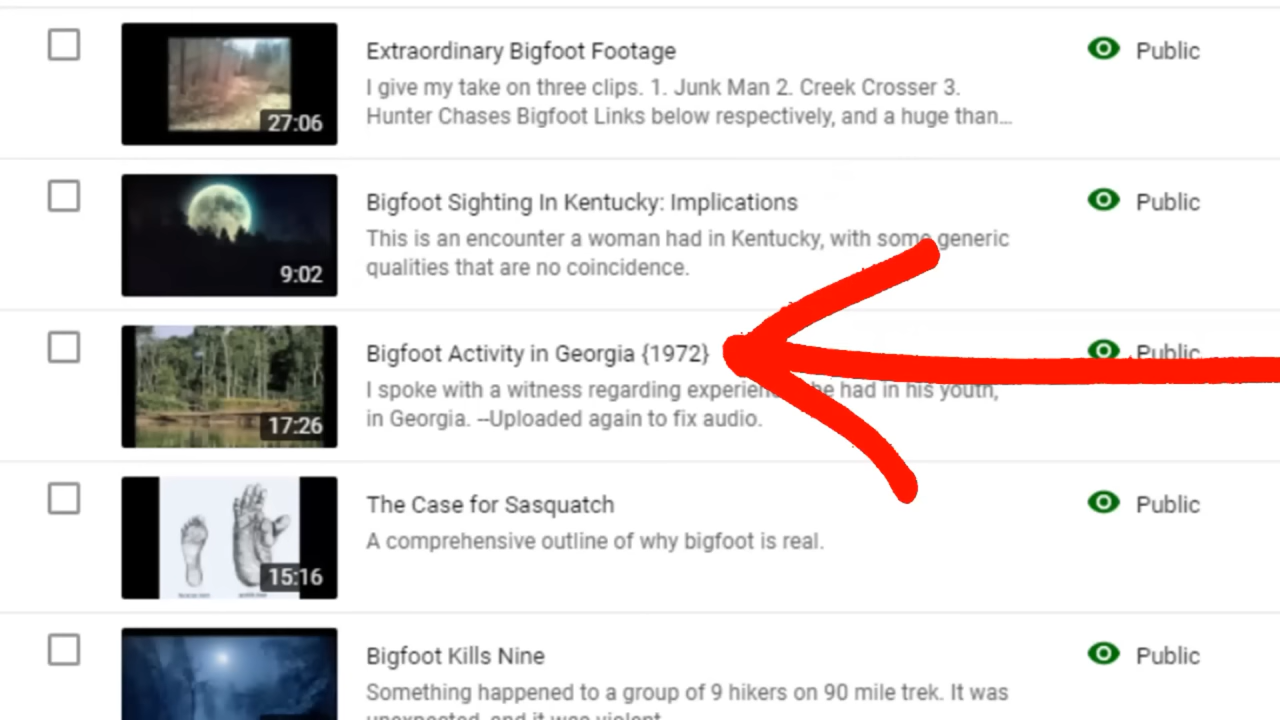 Extraordinary Bigfoot Footage
Public
I give my take on three clips. 1. Junk Man 2. Creek Crosser 3.
Hunter Chases Bigfoot Links below respectively, and a huge than...
27:06
Bigfoot Sighting In Kentucky: Implications
Public
This is an encounter a woman had in Kentucky, with some generic
qualities that are no coincidence.
9:02
Bigfoot Activity in Georgia {1972}
Public
I spoke with a witness regarding he had in his youth,
in Georgia. --Uploaded again to fix audio.
17:26
The Case for Sasquatch
Public
A comprehensive outline of why bigfoot is real.
15:16
Bigfoot Kills Nine
Public
Something happened to a group of 9 hikers on 90 mile trek. It was
unexpected, and it was violent